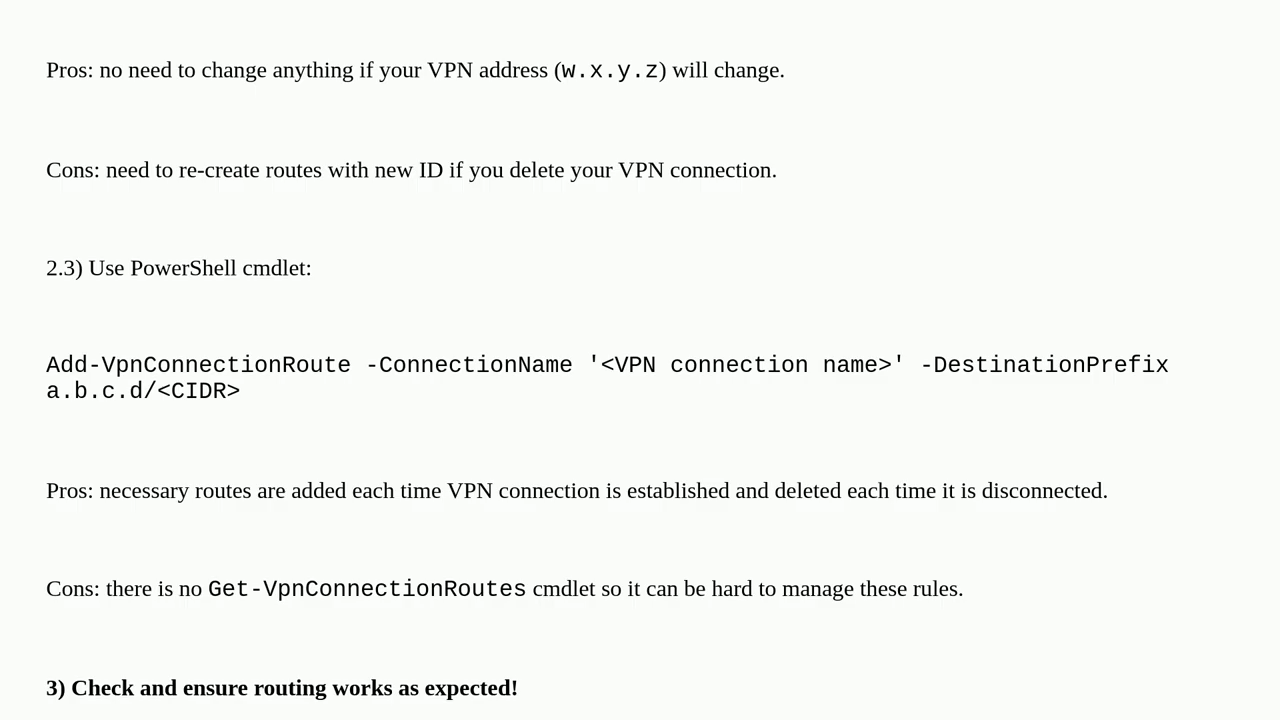 Pros: no need to change anything if your VPN address (w.x.y.z) will change.
Cons: need to re-create routes with new ID if you delete your VPN connection.
2.3) Use PowerShell cmdlet:
Add-VpnConnectionRoute -ConnectionName '<VPN connection name>' -DestinationPrefix
a.b.c.d/<CIDR>
Pros: necessary routes are added each time VPN connection is established and deleted each time it is disconnected.
Cons: there is no Get-VpnConnectionRoutes cmdlet so it can be hard to manage these rules.
3) Check and ensure routing works as expected!